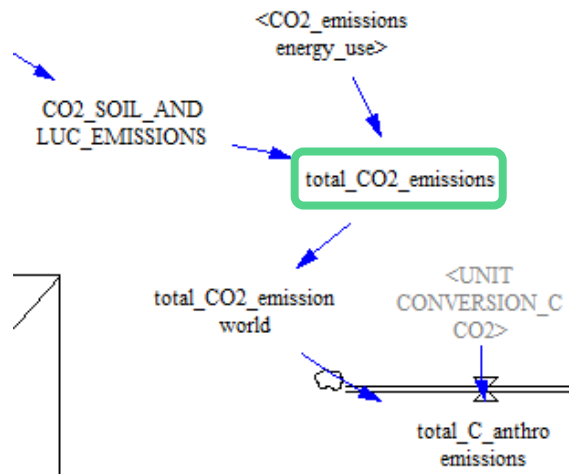 <CO2_emissions
energy_use>
CO2_SOIL_AND
LUC_EMISSIONS
total_CO2_emissions
total_CO2_emission
world
<UNIT
CONVERSION_C
CO2>
total_C_anthro
emissions